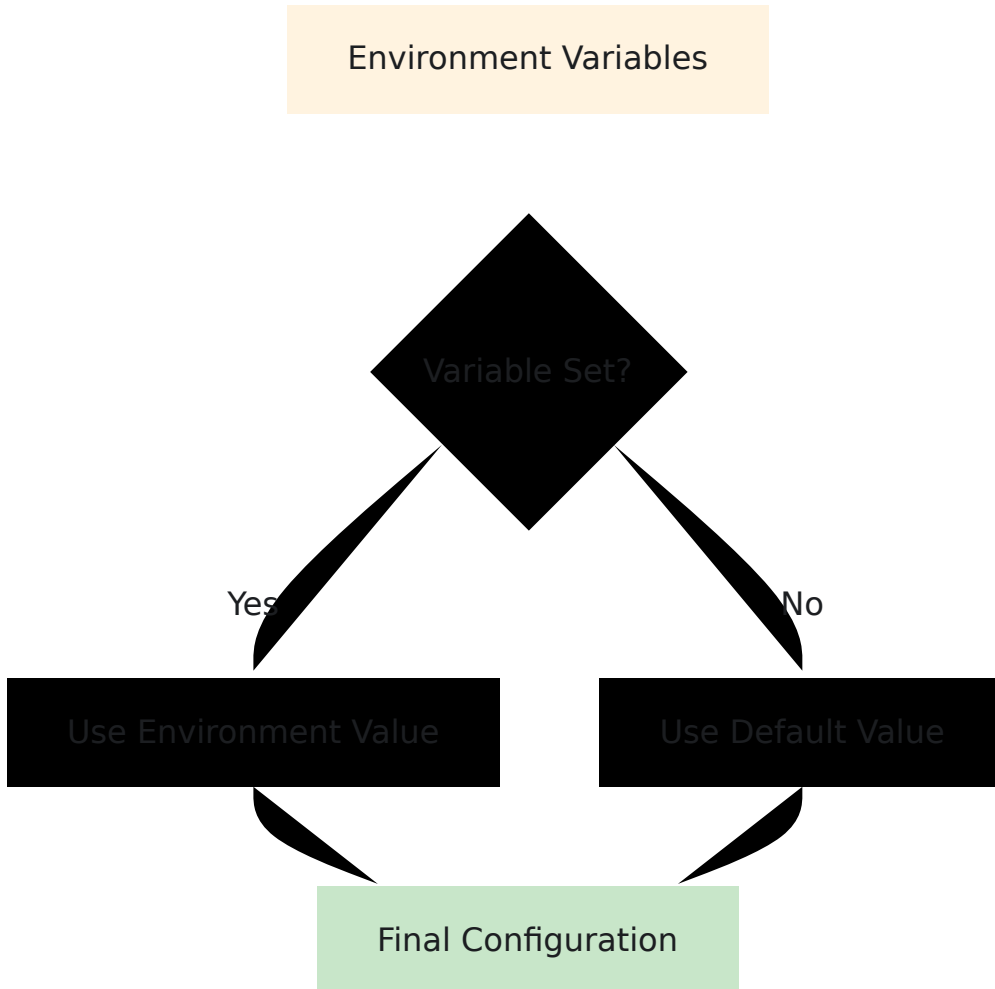 Environment Variables
Variable Set?
Yes
No
Use Environment Value
Use Default Value
Final Configuration